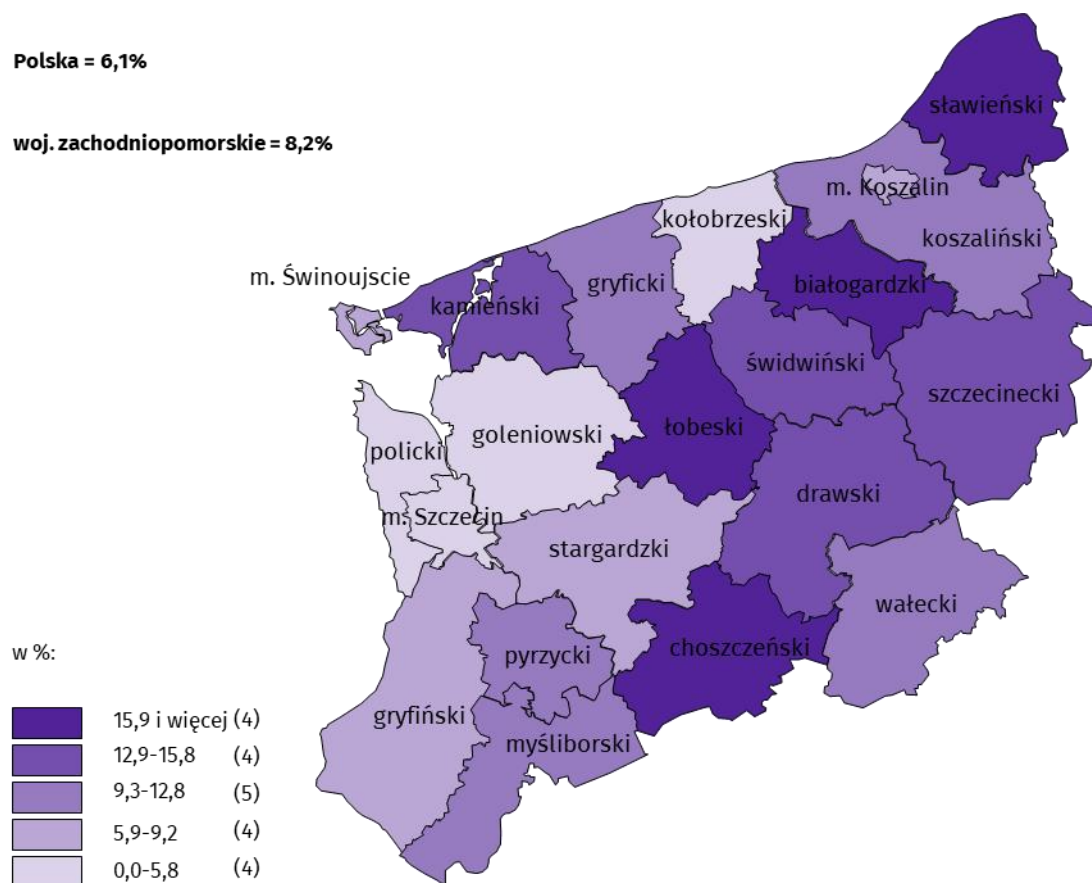 Polska = 6,1%
sławieński
woj. zachodniopomorskie = 8,2%
m. Koszalin
kołobrzeski
koszaliński
m. Świnoujscie
gryficki
białogardzki
kamieński
świdwiński
szczecinecki
łobeski
goleniowski
policki
drawski
m. Szczecin
stargardzki
wałecki
choszczeński
w %:
pyrzycki
gryfiński
15,9 i więcej (4)
myśliborski
12,9-15,8 (4)
9,3-12,8 (5)
5,9-9,2 (4)
0,0-5,8 (4)